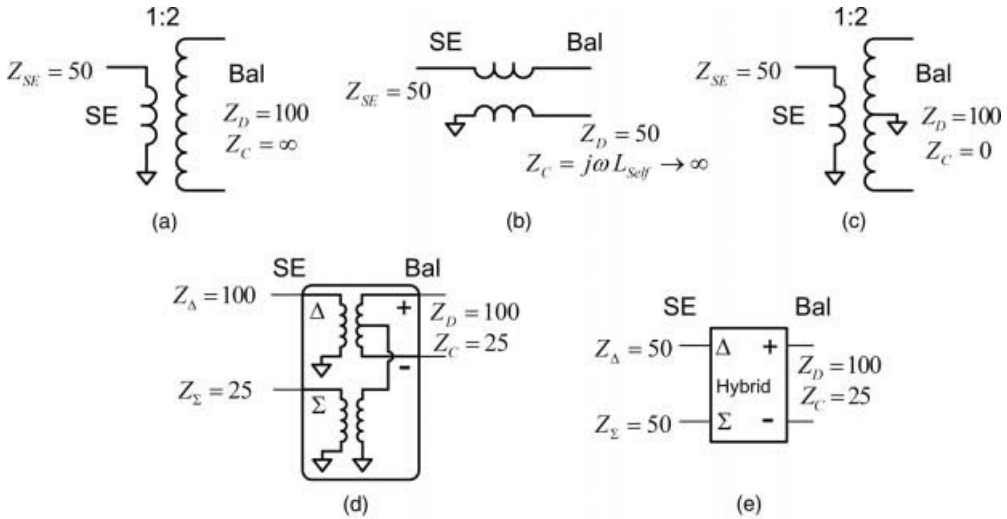 1:2
Z_SE = 50
SE
Bal
Z_D = 100
Z_C = ∞
(a)
SE
Bal
Z_SE = 50
Z_D = 50
Z_C = jωL_Self → ∞
(b)
1:2
Z_SE = 50
SE
Bal
Z_D = 100
Z_C = 0
(c)
SE
Bal
Z_Δ = 100
Δ
+
Z_D = 100
Z_C = 25
-
Z_Σ = 25
Σ
(d)
SE
Bal
Z_Δ = 50
Δ
+
Z_D = 100
Hybrid
Z_C = 25
Z_Σ = 50
Σ
-
(e)